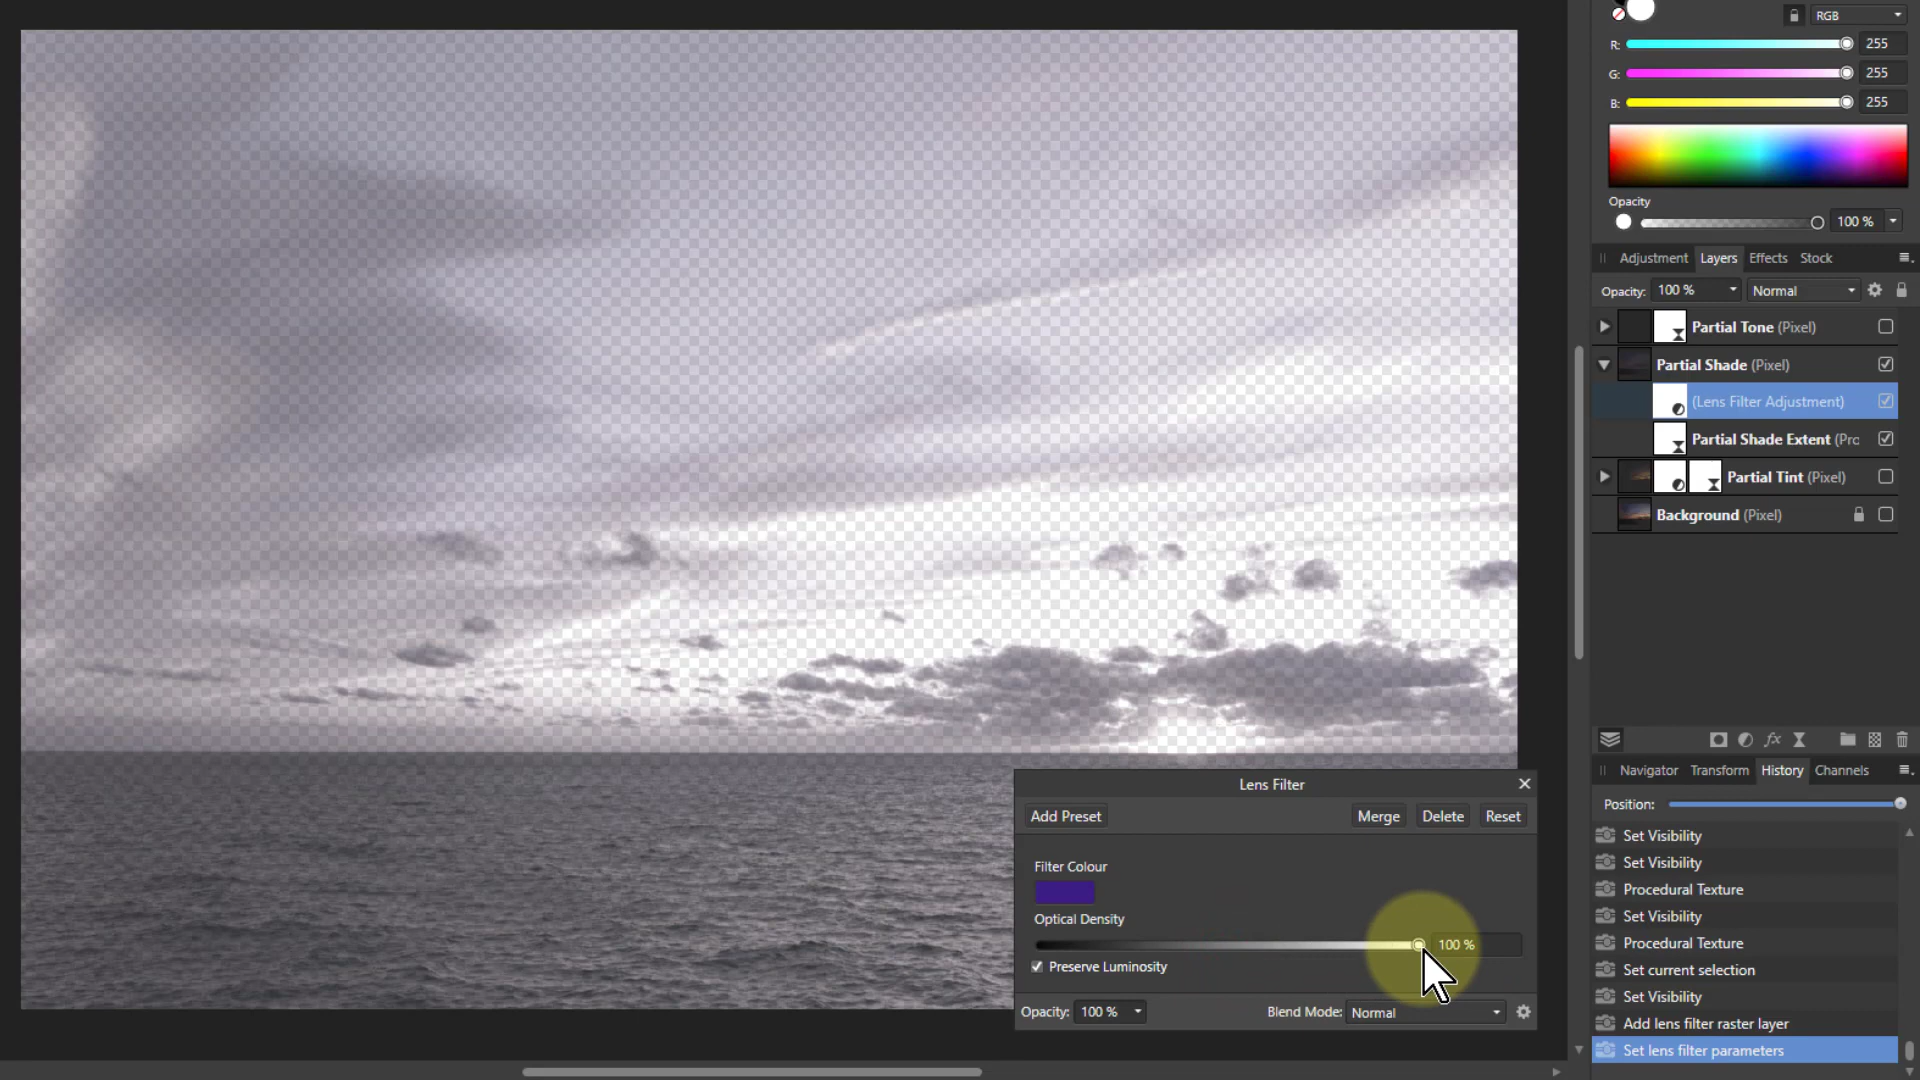 RGB
R: 255
G: 255
B: 255
Opacity
100 %
Adjustment Layers Effects Stock
Opacity: 100 % Normal
Partial Tone (Pixel)
Partial Shade (Pixel)
(Lens Filter Adjustment)
Partial Shade Extent (Prc
Partial Tint (Pixel)
Background (Pixel)
fx
Navigator Transform History Channels
Position:
Set Visibility
Set Visibility
Procedural Texture
Set Visibility
Procedural Texture
Set current selection
Set Visibility
Add lens filter raster layer
Set lens filter parameters
Lens Filter
Add Preset Merge Delete Reset
Filter Colour
Optical Density
100 %
Preserve Luminosity
Opacity: 100 % Blend Mode: Normal